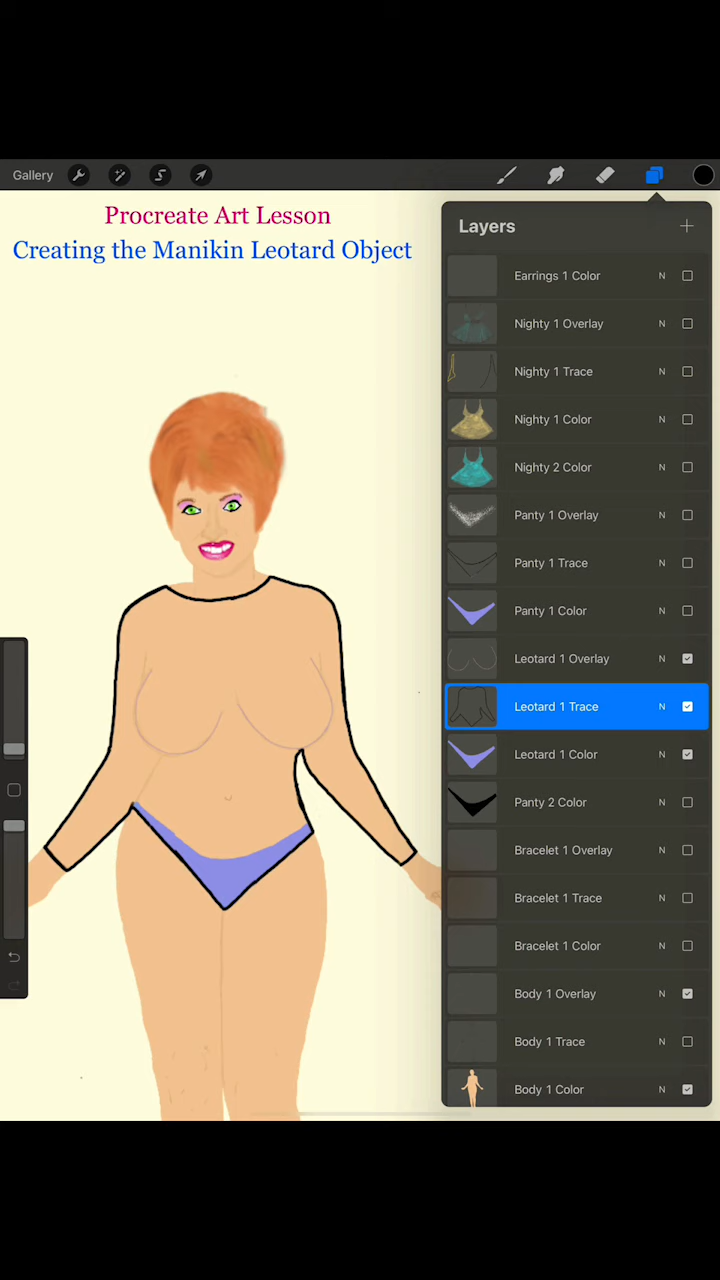 Gallery
Procreate Art Lesson
Creating the Manikin Leotard Object
Layers
Earrings 1 Color N
Nighty 1 Overlay N
Nighty 1 Trace N
Nighty 1 Color N
Nighty 2 Color N
Panty 1 Overlay N
Panty 1 Trace N
Panty 1 Color N
Leotard 1 Overlay N
Leotard 1 Trace N
Leotard 1 Color N
Panty 2 Color N
Bracelet 1 Overlay N
Bracelet 1 Trace N
Bracelet 1 Color N
Body 1 Overlay N
Body 1 Trace N
Body 1 Color N